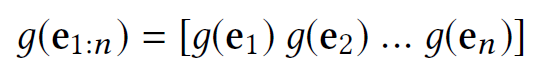 g(e₁:ₙ) = [g(e₁) g(e₂) ... g(eₙ)]